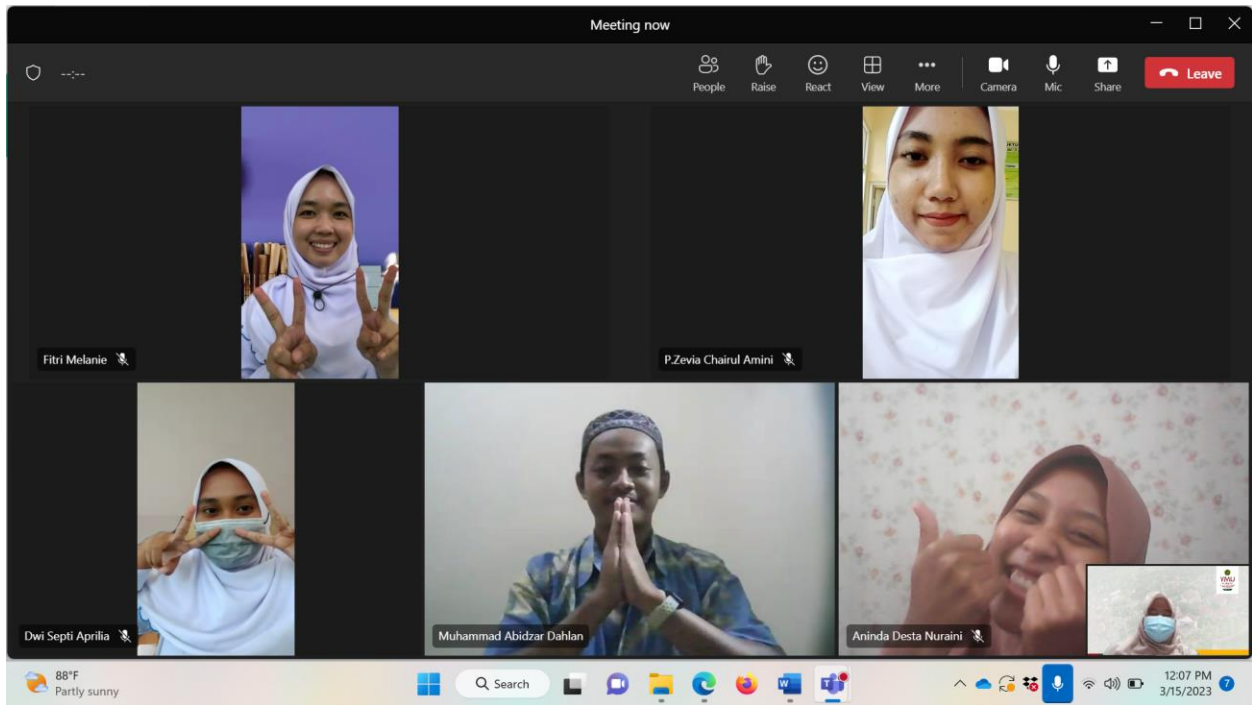 Meeting now
--:--
People
Raise
React
View
More
Camera
Mic
Share
Leave
Fitri Melanie
P.Zevia Chairul Amini
Dwi Septi Aprilia
Muhammad Abidzar Dahlan
Aninda Desta Nuraini
88°F
Partly sunny
Search
W
T
12:07 PM
3/15/2023
7